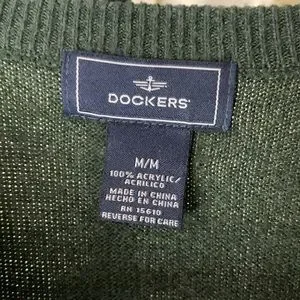 DOCKERS®
M/M
100% ACRYLIC/
ACRILICO
MADE IN CHINA
HECHO EN CHINA
RN 15610
REVERSE FOR CARE